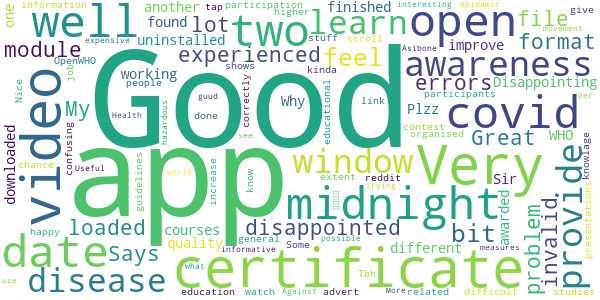 Good
app
certificate
midnight
covid
Very
open
video
well
two
learn
awareness
window
date
disease
provide
disappointed
experienced
feel
file
format
errors
module
lot
bit
loaded
Says
My
Great
problem
invalid
another
found
finished
uninstalled
working
downloaded
improve
Disappointing
Why
Plzz
WHO
Sir
courses
quality
different
awarded
one
information
participation
higher
tap
interesting
epidemic
give
expensive
stuff
scroll
Asibone
movement
OpenWHO
job
shows
kinda
participants
people
correctly
educational
link
contest
organised
per
Nice
Health
guud
done
see
confusing
hazardous
knowlage
Useful
guidelines
increase
know
extent
reddit
trying
chance
world
presentations
happy
general
possible
Tbh
measures
What
informative
Some
use
education
watch
Against
advert
More
related
difficult
studies